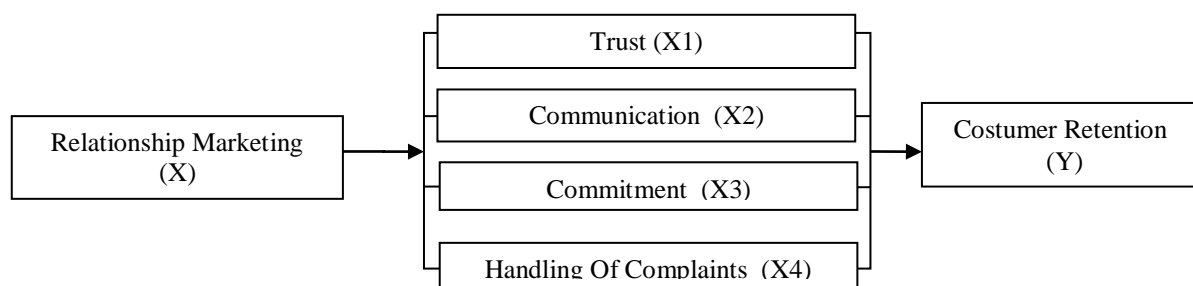 Relationship Marketing
(X)
Trust (X1)
Communication (X2)
Commitment (X3)
Handling Of Complaints (X4)
Costumer Retention
(Y)